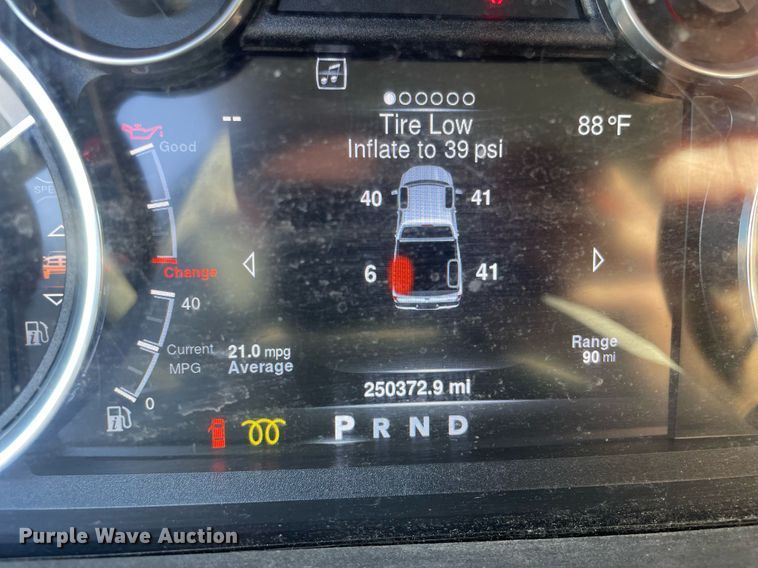 Tire Low
Inflate to 39 psi
--
88 ºF
Good
40 41
6 41
Change
40
Current MPG
21.0 mpg
Average
Range
90 mi
0
250372.9 mi
P R N D
Purple Wave Auction